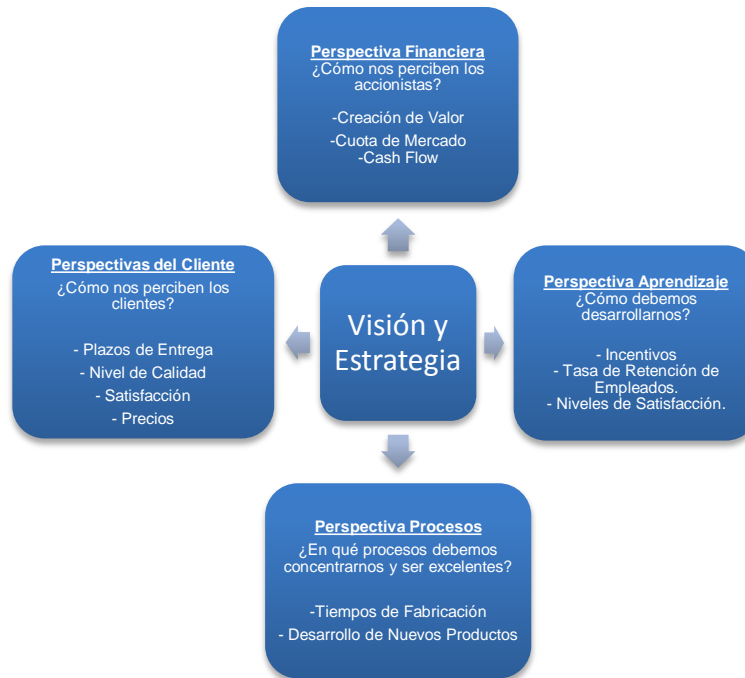 Perspectiva Financiera
¿Cómo nos perciben los
accionistas?
-Creación de Valor
-Cuota de Mercado
-Cash Flow
Perspectivas del Cliente
¿Cómo nos perciben los
clientes?
- Plazos de Entrega
- Nivel de Calidad
- Satisfacción
- Precios
Visión y
Estrategia
Perspectiva Aprendizaje
¿Cómo debemos
desarrollarnos?
- Incentivos
- Tasa de Retención de
Empleados.
- Niveles de Satisfacción.
Perspectiva Procesos
¿En qué procesos debemos
concentrarnos y ser excelentes?
-Tiempos de Fabricación
- Desarrollo de Nuevos Productos